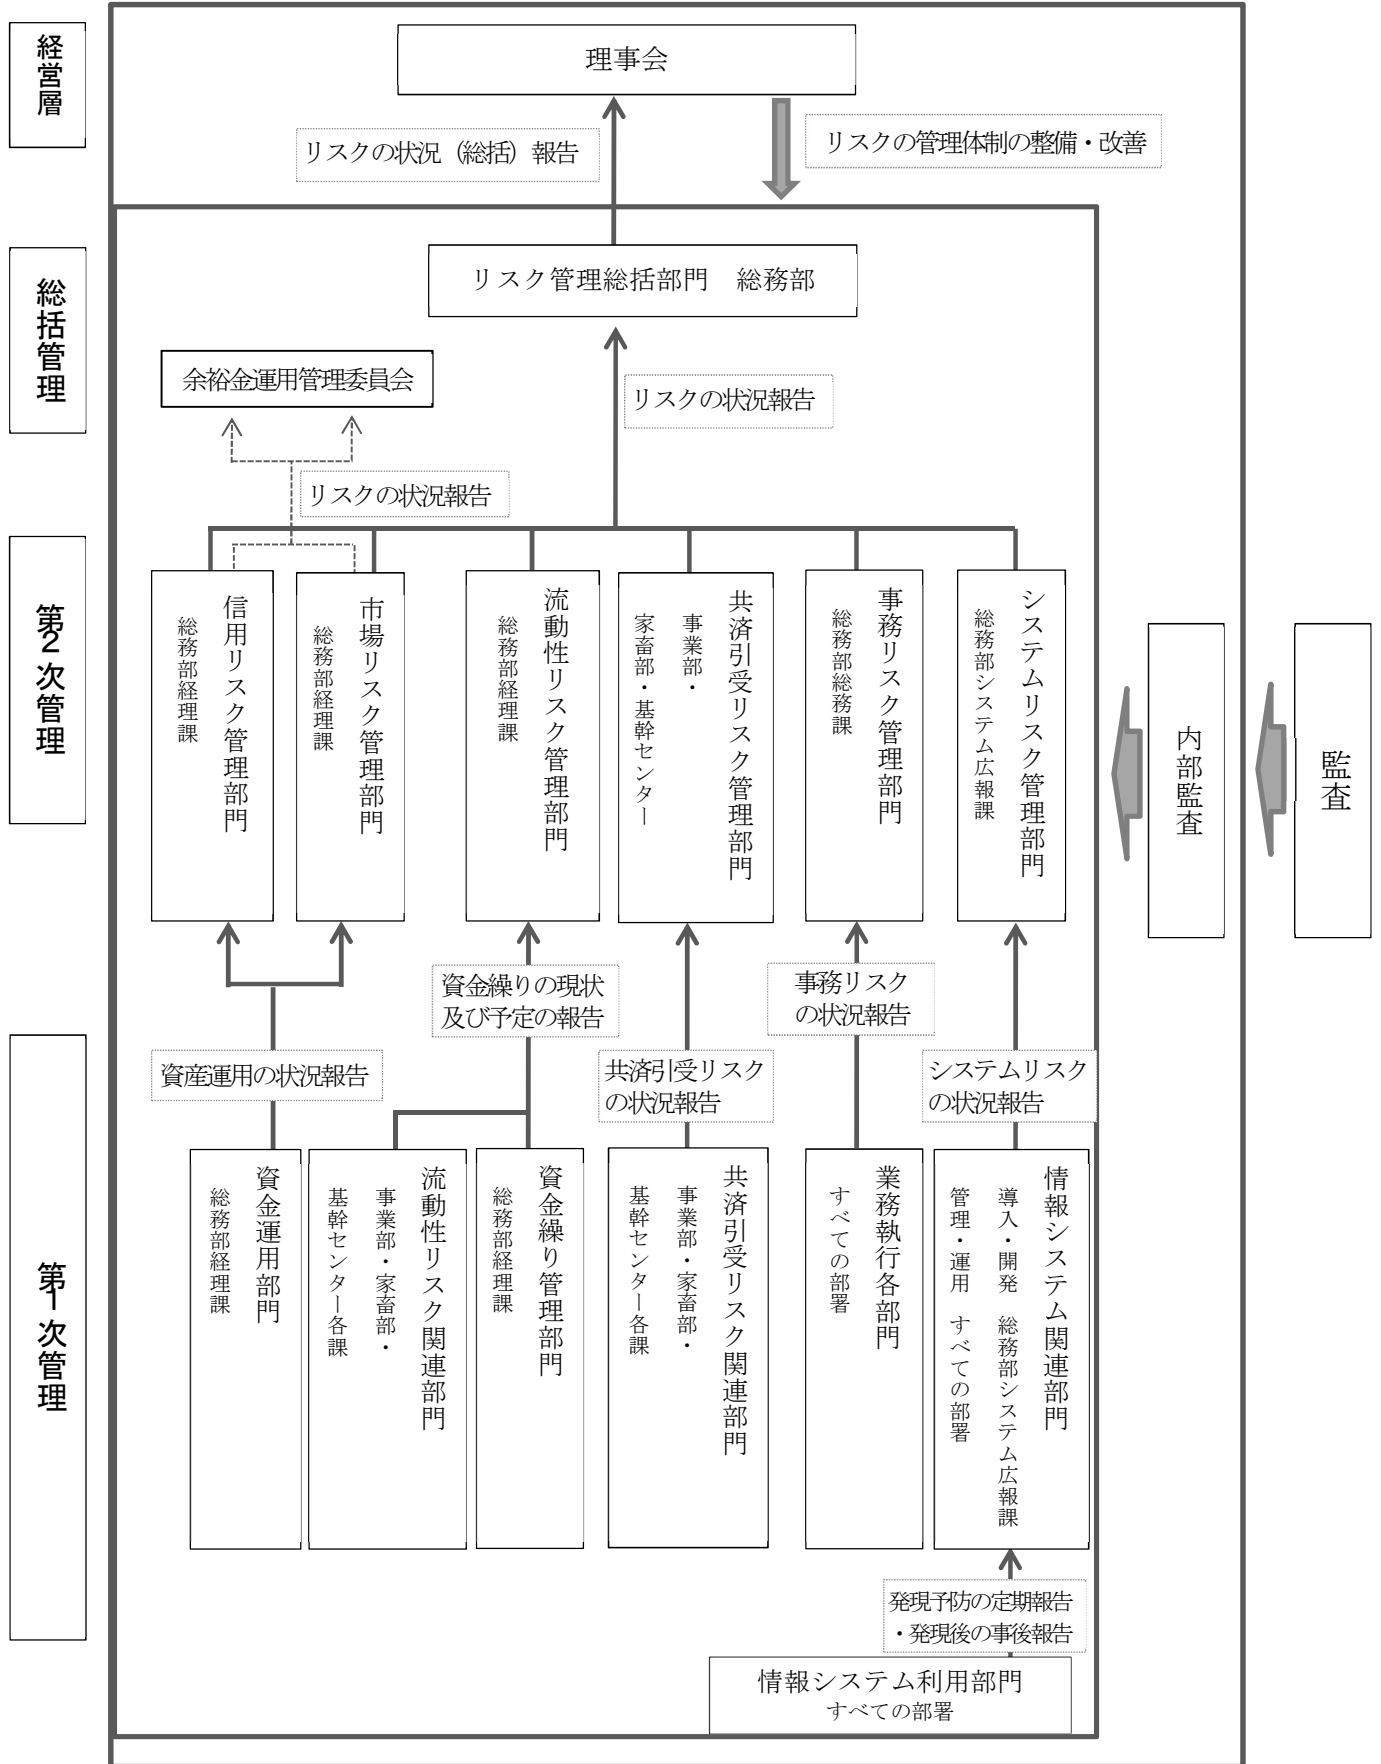 経営層
理事会
リスクの状況（総括）報告
リスクの管理体制の整備・改善
総括管理
リスク管理総括部門　総務部
余裕金運用管理委員会
リスクの状況報告
リスクの状況報告
第２次管理
信用リスク管理部門
総務部経理課
市場リスク管理部門
総務部経理課
流動性リスク管理部門
総務部経理課
共済引受リスク管理部門
事業部・
家畜部・基幹センター
事務リスク管理部門
総務部総務課
システムリスク管理部門
総務部システム広報課
内部監査
監査
資金繰りの現状
及び予定の報告
事務リスク
の状況報告
資産運用の状況報告
共済引受リスク
の状況報告
システムリスク
の状況報告
第１次管理
資金運用部門
総務部経理課
流動性リスク関連部門
事業部・家畜部・
基幹センター各課
資金繰り管理部門
総務部経理課
共済引受リスク関連部門
事業部・家畜部・
基幹センター各課
業務執行各部門
すべての部署
情報システム関連部門
導入・開発　総務部システム広報課
管理・運用　すべての部署
発現予防の定期報告
・発現後の事後報告
情報システム利用部門
すべての部署